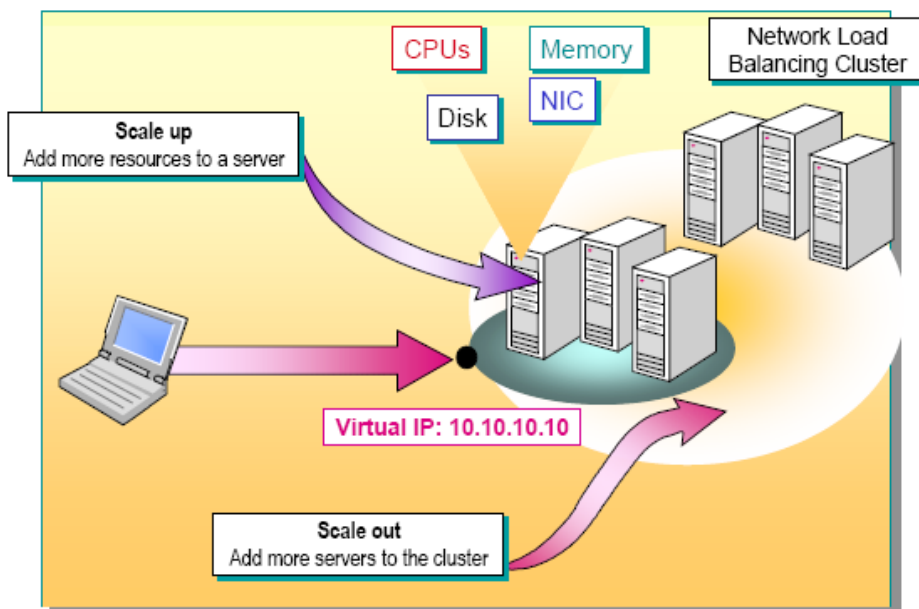 CPUs
Memory
Network Load
Balancing Cluster
Disk
NIC
Scale up
Add more resources to a server
Virtual IP: 10.10.10.10
Scale out
Add more servers to the cluster